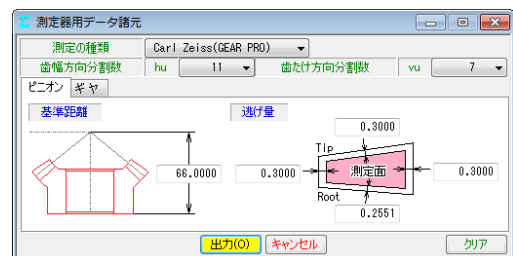 測定器用データ諸元
測定の種類 Carl Zeiss(GEAR PRO)
歯幅方向分割数 hu 11 歯たけ方向分割数 vu 7
ピニオン ギヤ
基準距離 逃げ量
0.3000
Tip
66.0000 0.3000 測定面 0.3000
Root
0.2551
出力(O) キャンセル クリア